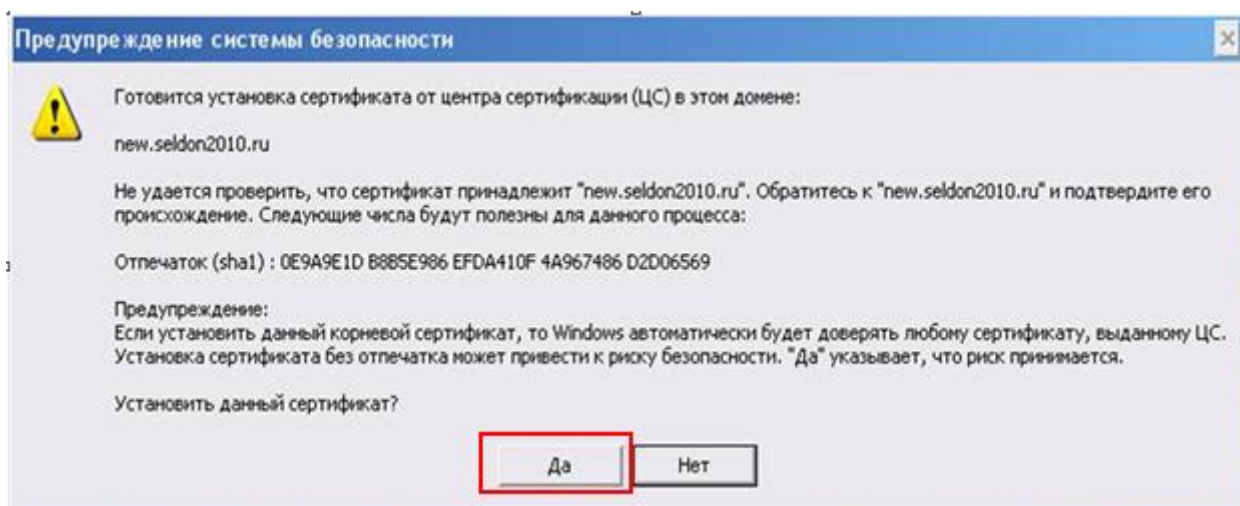 Предупреждение системы безопасности
Готовится установка сертификата от центра сертификации (ЦС) в этом домене:
new.seldon2010.ru
Не удается проверить, что сертификат принадлежит "new.seldon2010.ru". Обратитесь к "new.seldon2010.ru" и подтвердите его
происхождение. Следующие числа будут полезны для данного процесса:
Отпечаток (sha1) : 0E9A9E1D B8B5E986 EFDA410F 4A967486 D2D06569
Предупреждение:
Если установить данный корневой сертификат, то Windows автоматически будет доверять любому сертификату, выданному ЦС.
Установка сертификата без отпечатка может привести к риску безопасности. "Да" указывает, что риск принимается.
Установить данный сертификат?
Да
Нет